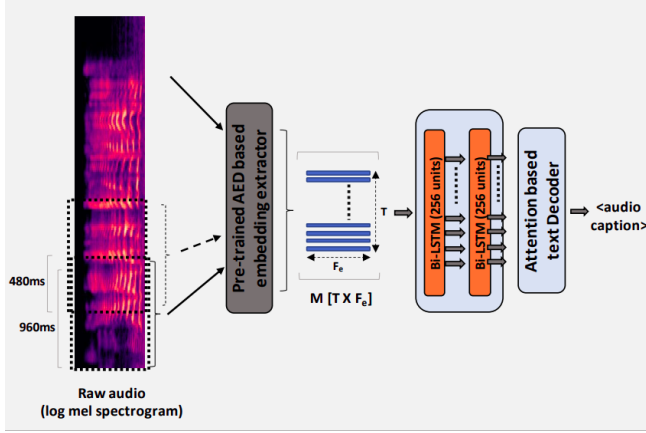 480ms
960ms
Raw audio
(log mel spectrogram)
Pre-trained AED based
embedding extractor
T
Fe
M [T X Fe]
Bi-LSTM (256 units)
Bi-LSTM (256 units)
Attention based
text Decoder
<audio
caption>